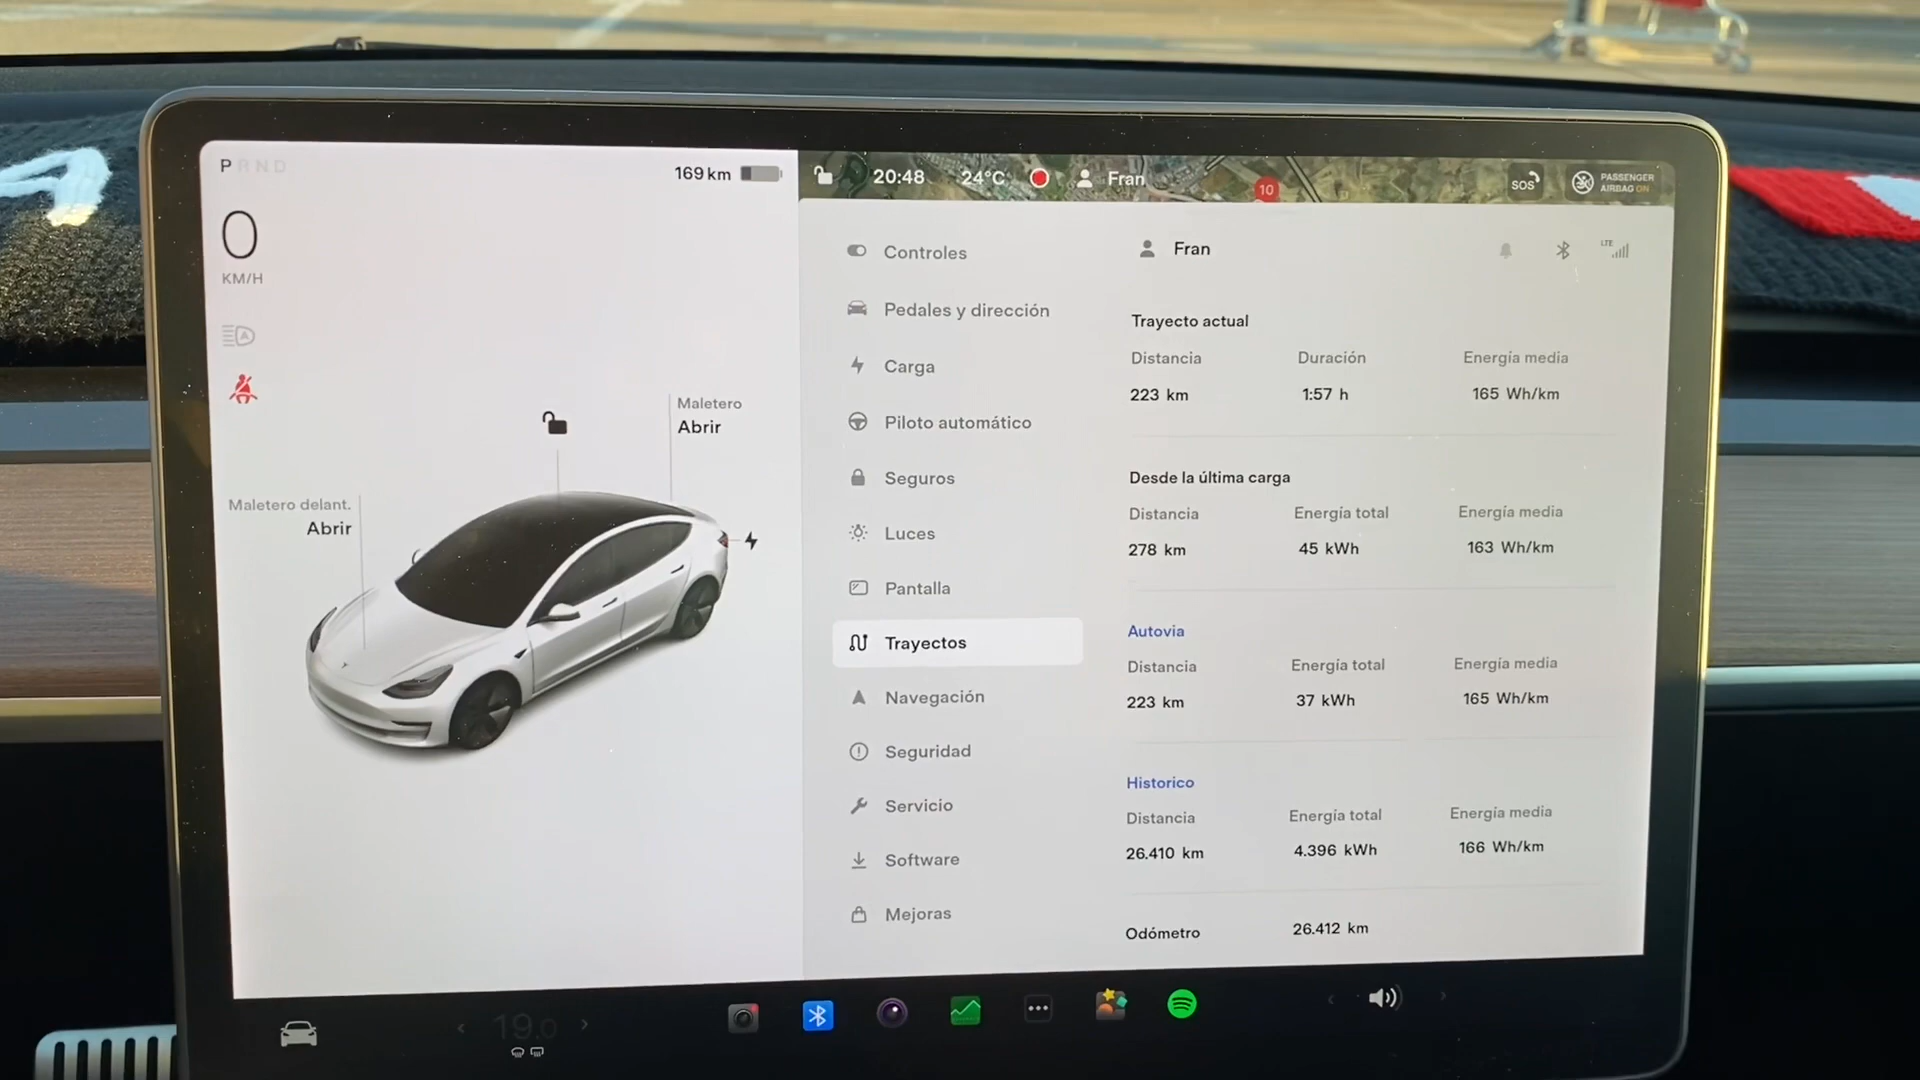 P R N D
169 km
0
KM/H
Maletero
Abrir
Maletero delant.
Abrir
20:48
24°C
Fran
10
SOS
PASSENGER
AIRBAG ON
Controles
Pedales y dirección
Carga
Piloto automático
Seguros
Luces
Pantalla
Trayectos
Navegación
Seguridad
Servicio
Software
Mejoras
Fran
LTE
Trayecto actual
Distancia Duración Energía media
223 km 1:57 h 165 Wh/km
Desde la última carga
Distancia Energía total Energía media
278 km 45 kWh 163 Wh/km
Autovia
Distancia Energía total Energía media
223 km 37 kWh 165 Wh/km
Historico
Distancia Energía total Energía media
26.410 km 4.396 kWh 166 Wh/km
Odómetro 26.412 km
19.0